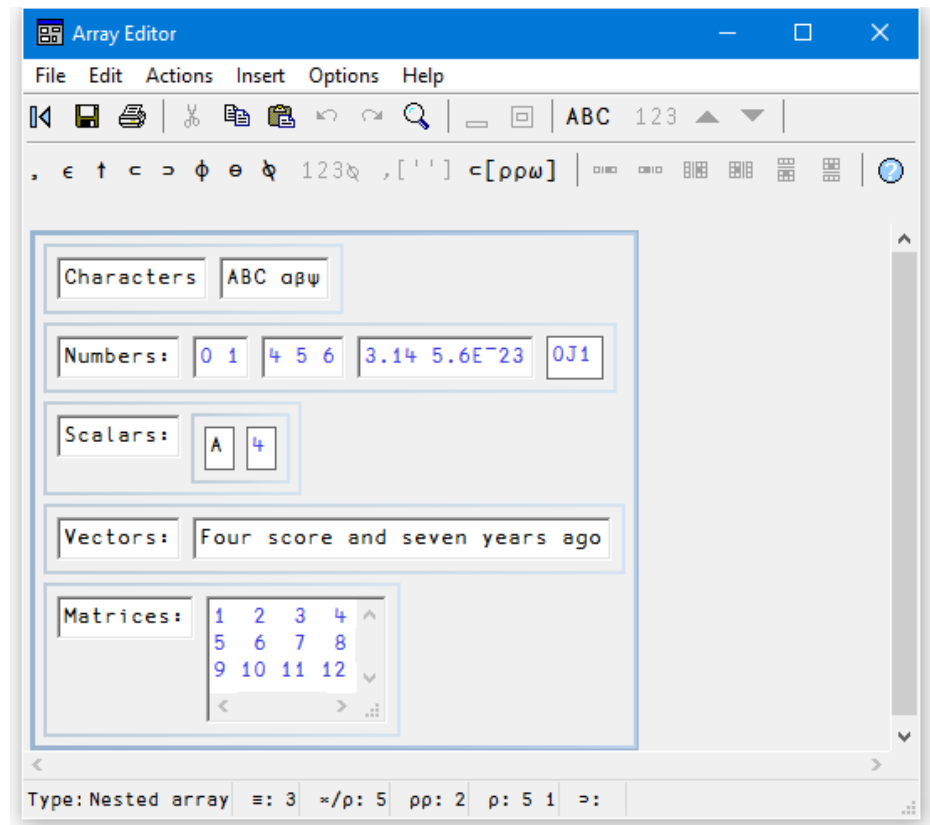 Array Editor
File Edit Actions Insert Options Help
ABC 123
, ϵ ↑ ⊂ ⊃ ⌽ ⊖ ⍉ 123⍉ ,[''] ⊂[⍴⍴⍵]
Characters ABC αβψ
Numbers: 0 1 4 5 6 3.14 5.6E¯23 0J1
Scalars: A 4
Vectors: Four score and seven years ago
Matrices: 1 2 3 4
5 6 7 8
9 10 11 12
Type: Nested array ≡: 3 ×/⍴: 5 ⍴⍴: 2 ⍴: 5 1 ⊃: